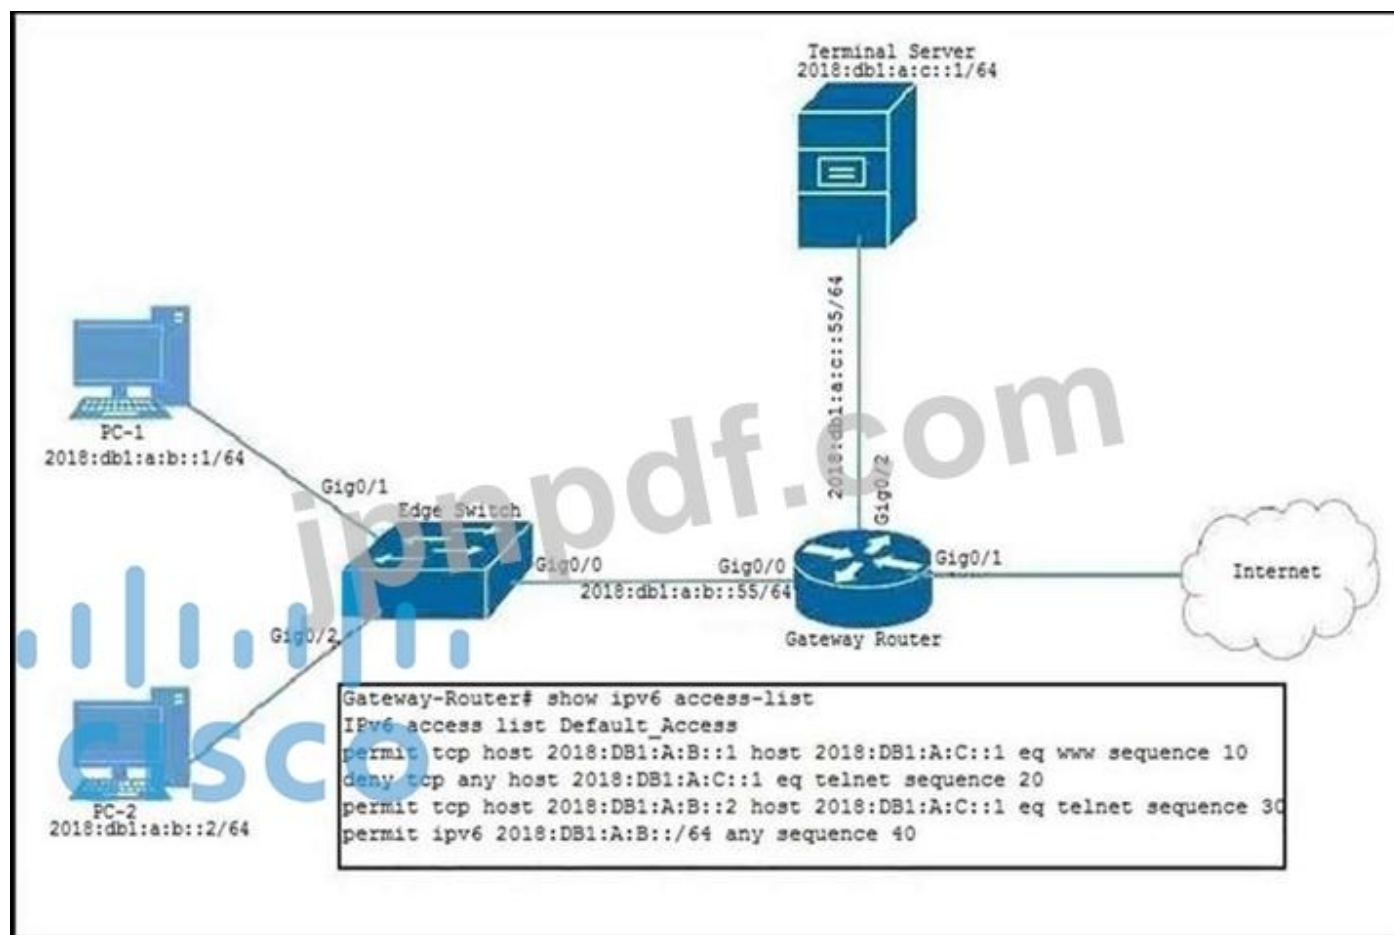 Terminal Server
2018:db1:a:c::1/64
2018:db1:a:c::55/64
Gig0/2
PC-1
2018:db1:a:b::1/64
Gig0/1
Edge Switch
Gig0/0
Gig0/0
2018:db1:a:b::55/64
Gig0/1
Internet
Gateway Router
Gig0/2
PC-2
2018:db1:a:b::2/64
Gateway-Router# show ipv6 access-list
IPv6 access list Default_Access
permit tcp host 2018:DB1:A:B::1 host 2018:DB1:A:C::1 eq www sequence 10
deny tcp any host 2018:DB1:A:C::1 eq telnet sequence 20
permit tcp host 2018:DB1:A:B::2 host 2018:DB1:A:C::1 eq telnet sequence 30
permit ipv6 2018:DB1:A:B::/64 any sequence 40
jpnpdf.com
cisco